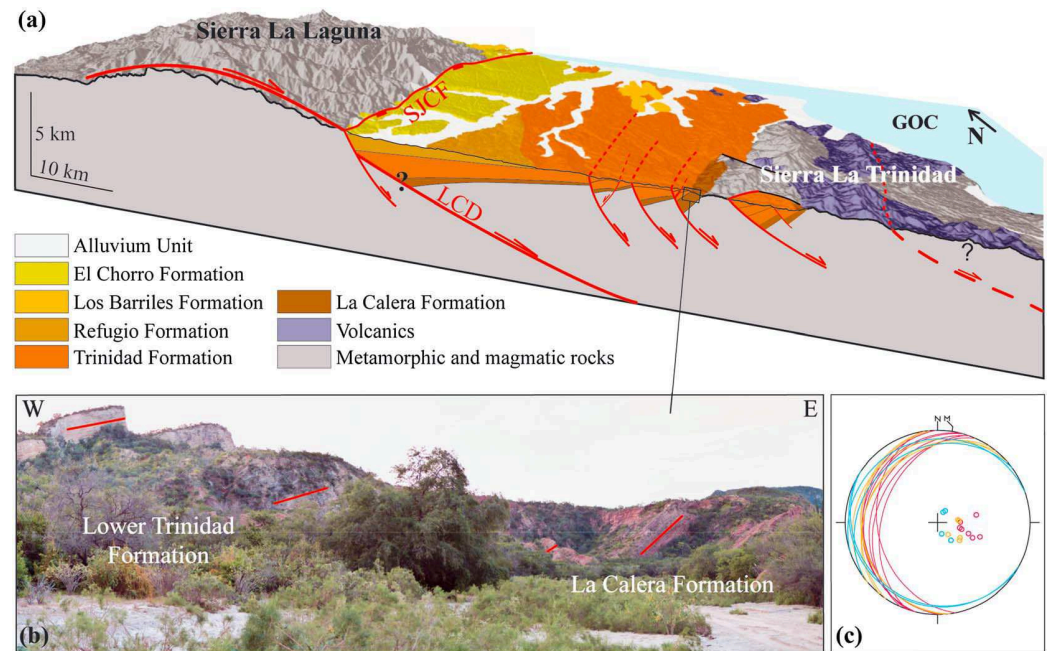 (a)
Sierra La Laguna
SJCF
GOC
N
5 km
10 km
Sierra La Trinidad
?
LCD
?
Alluvium Unit
El Chorro Formation
Los Barriles Formation
Refugio Formation
Trinidad Formation
La Calera Formation
Volcanics
Metamorphic and magmatic rocks
W
E
Lower Trinidad
Formation
La Calera Formation
(b)
N M
(c)